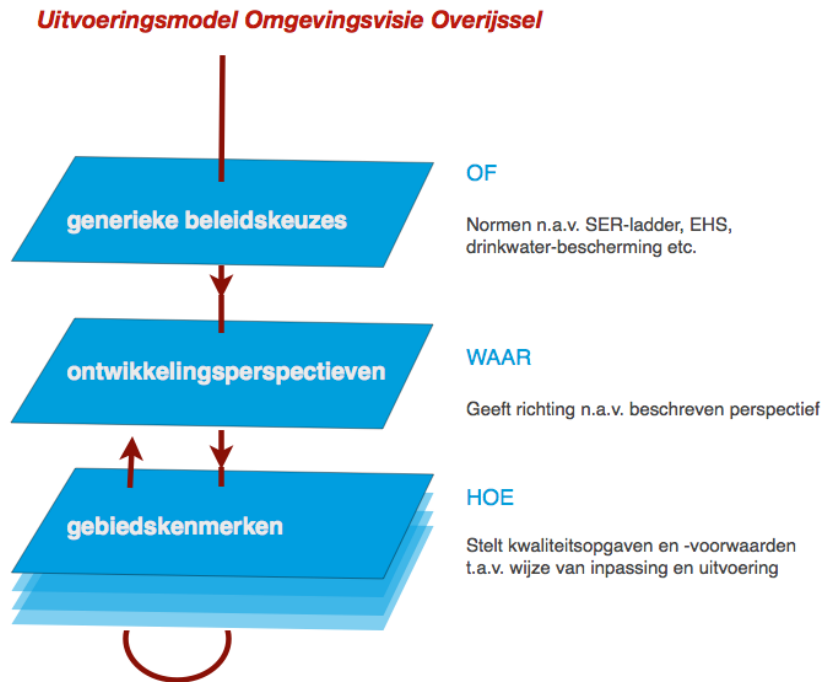 Uitvoeringsmodel Omgevingsvisie Overijssel
generieke beleidskeuzes
OF
Normen n.a.v. SER-ladder, EHS,
drinkwater-bescherming etc.
ontwikkelingsperspectieven
WAAR
Geeft richting n.a.v. beschreven perspectief
gebiedskenmerken
HOE
Stelt kwaliteitsopgaven en -voorwaarden
t.a.v. wijze van inpassing en uitvoering